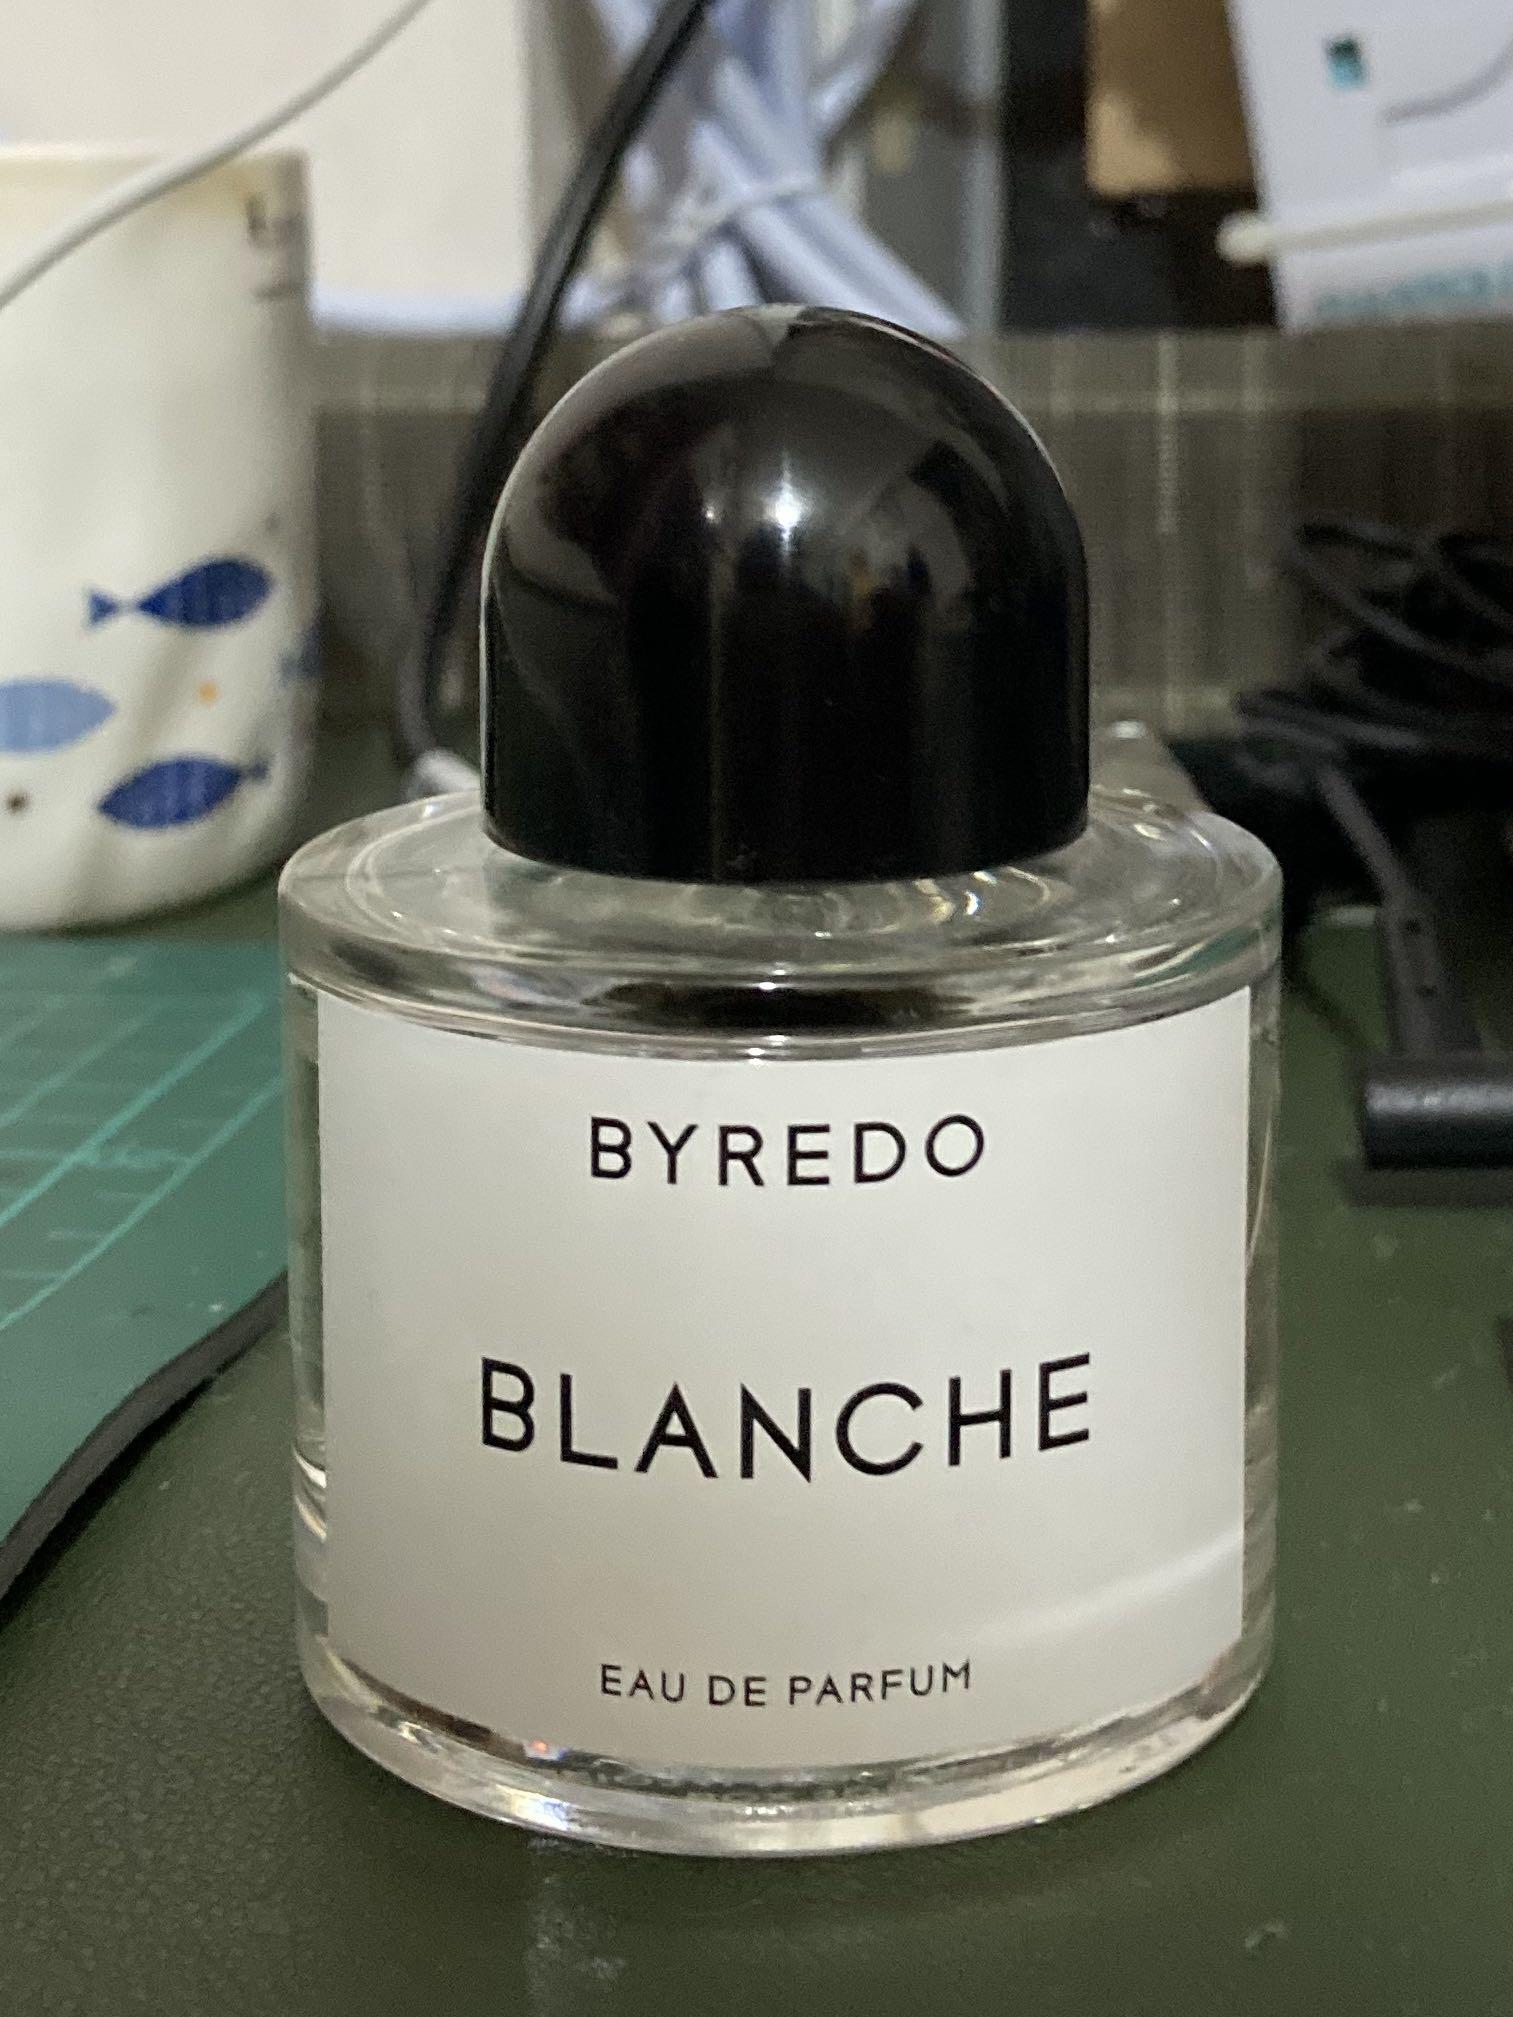 BYREDO
BLANCHE
EAU DE PARFUM